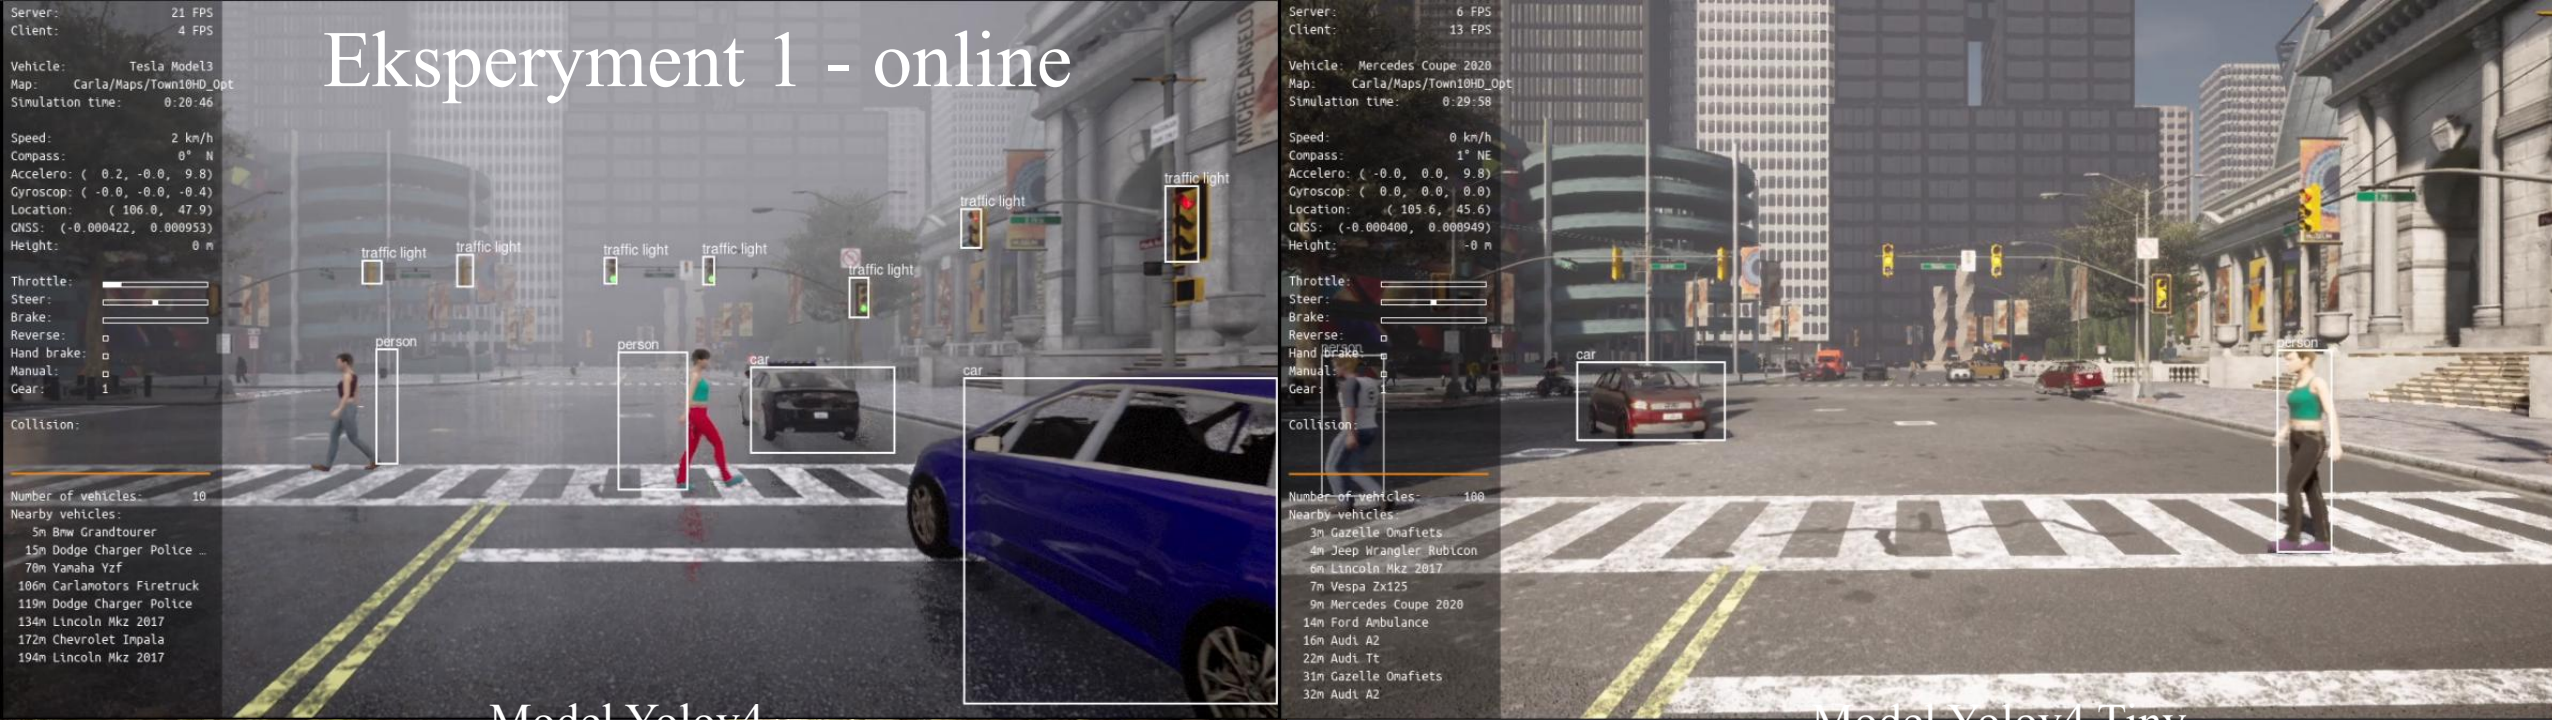 Eksperyment 1 - online
Server: 21 FPS
Client: 4 FPS
Vehicle: Tesla Model3
Map: Carla/Maps/Town10HD_Opt
Simulation time: 0:20:46
Speed: 2 km/h
Compass: 0° N
Accelero: ( 0.2, -0.0, 9.8)
Gyroscop: ( -0.0, -0.0, -0.4)
Location: ( 106.0, 47.9)
GNSS: (-0.000422, 0.000953)
Height: 0 m
Throttle:
Steer:
Brake:
Reverse:
Hand brake:
Manual:
Gear: 1
Collision:
Number of vehicles: 10
Nearby vehicles:
5m Bmw Grandtourer
15m Dodge Charger Police …
70m Yamaha Yzf
106m Carlamotors Firetruck
119m Dodge Charger Police
134m Lincoln Mkz 2017
172m Chevrolet Impala
194m Lincoln Mkz 2017
MICHELANGELO
traffic light
traffic light
traffic light
traffic light
traffic light
traffic light
traffic light
person
person
car
car
Model Yolov4
Server: 6 FPS
Client: 13 FPS
Vehicle: Mercedes Coupe 2020
Map: Carla/Maps/Town10HD_Opt
Simulation time: 0:29:58
Speed: 0 km/h
Compass: 1° NE
Accelero: ( -0.0, 0.0, 9.8)
Gyroscop: ( 0.0, 0.0, 0.0)
Location: ( 105.6, 45.6)
GNSS: (-0.000400, 0.000949)
Height: -0 m
Throttle:
Steer:
Brake:
Reverse:
Hand brake:
Manual:
Gear: 1
Collision:
Number of vehicles: 100
Nearby vehicles:
3m Gazelle Omafiets
4m Jeep Wrangler Rubicon
6m Lincoln Mkz 2017
7m Vespa Zx125
9m Mercedes Coupe 2020
14m Ford Ambulance
16m Audi A2
22m Audi Tt
31m Gazelle Omafiets
32m Audi A2
person
car
person
Model Yolov4 Tiny